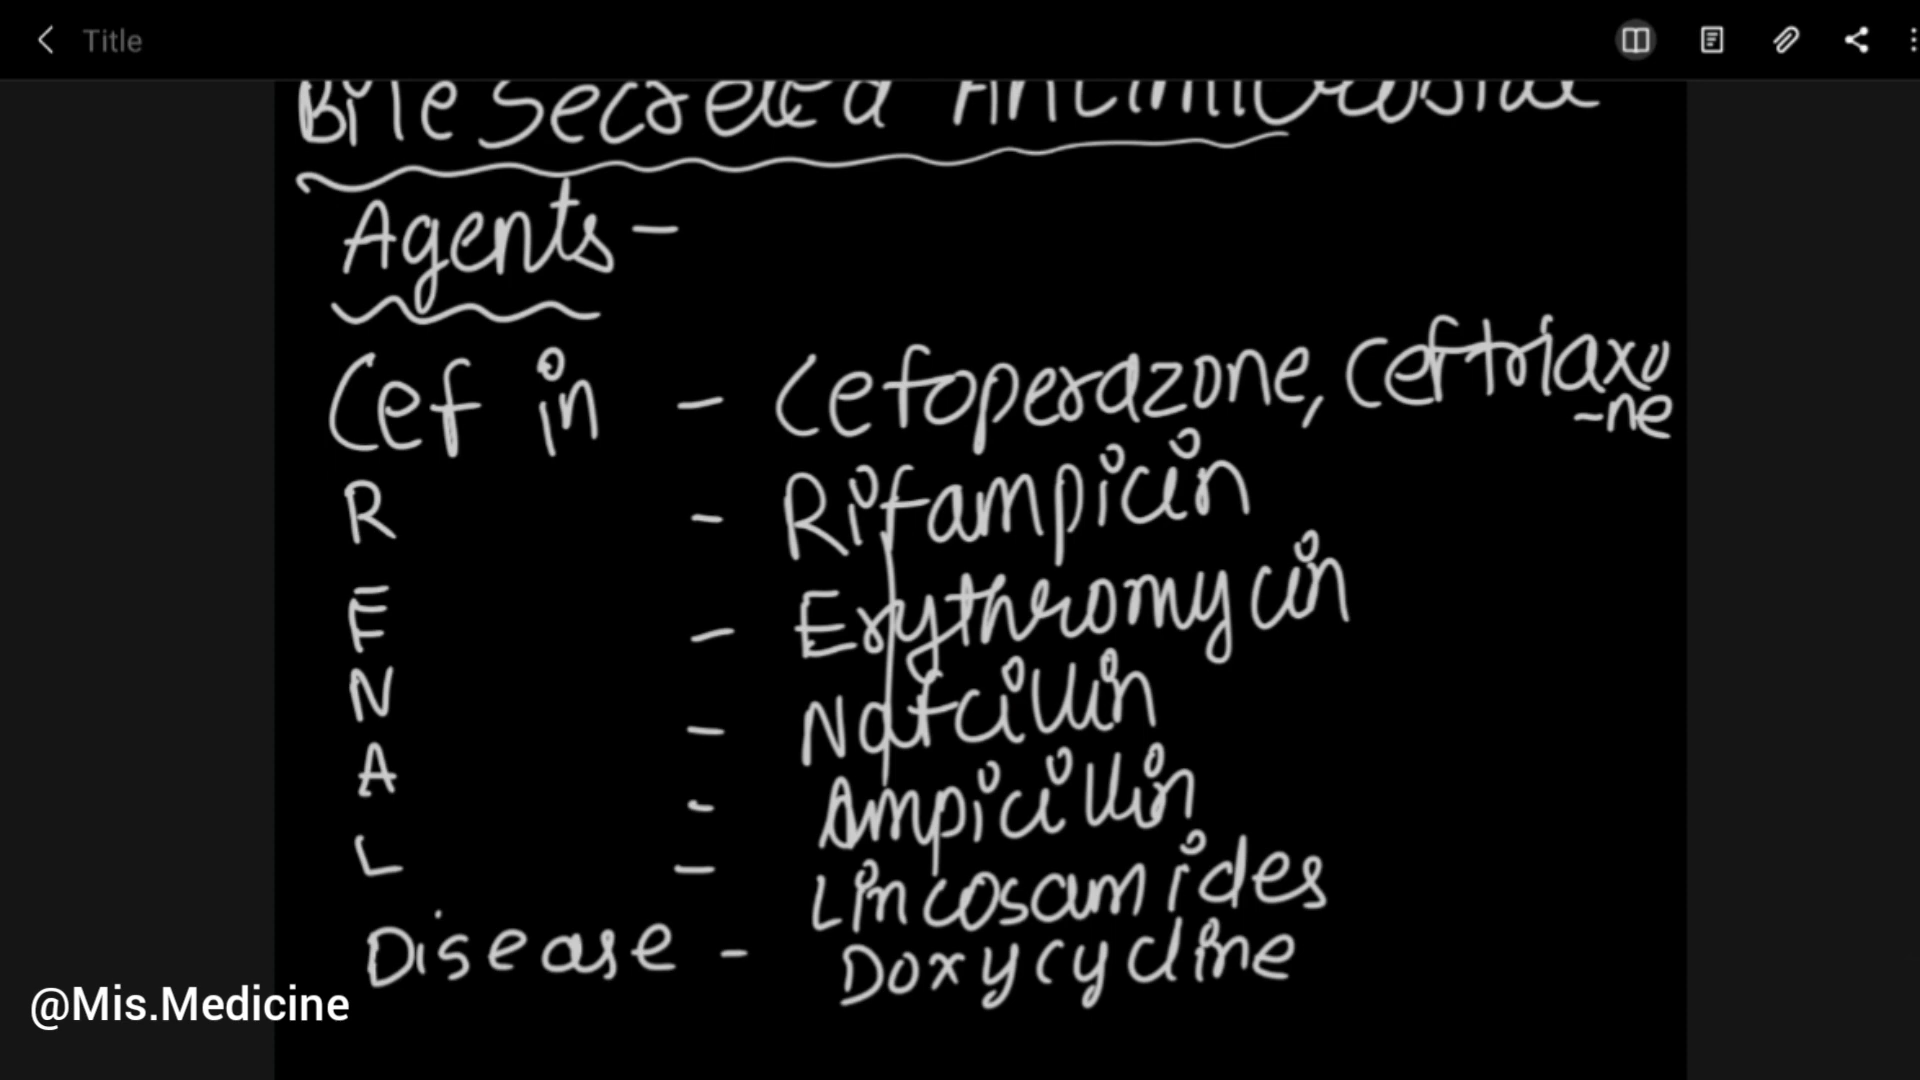 Title
Bile Secreted Antimicrobial
Agents -
Cef in - Cefoperazone, Ceftriaxo
-ne
R - Rifampicin
E - Erythromycin
N - Nafcillin
A - Ampicillin
L - Lincosamides
Disease - Doxycycline
@Mis.Medicine